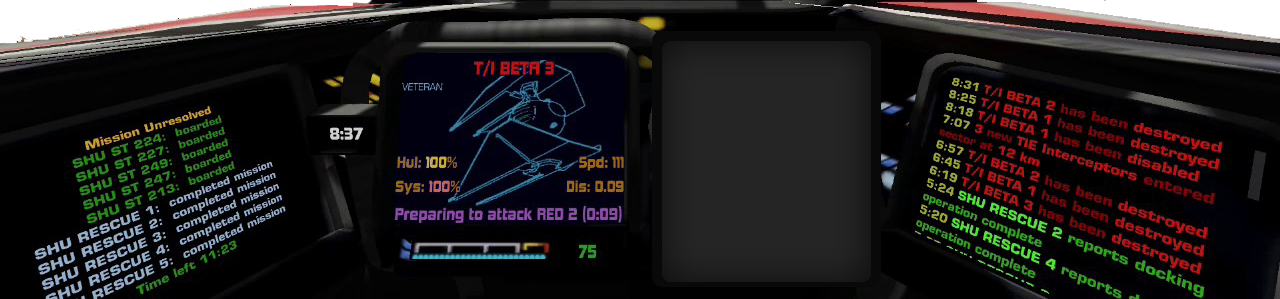 Mission Unresolved
SHU ST 224: boarded
SHU ST 227: boarded
SHU ST 249: boarded
SHU ST 247: boarded
SHU ST 213: boarded
SHU RESCUE 1: completed mission
SHU RESCUE 2: completed mission
SHU RESCUE 3: completed mission
SHU RESCUE 4: completed mission
SHU RESCUE 5: completed mission
Time left 11:23
8:37
T/I BETA 3
VETERAN
Hul: 100% Spd: 111
Sys: 100% Dis: 0.09
Preparing to attack RED 2 (0:09)
75
8:31 T/I BETA 2 has been destroyed
8:25 T/I BETA 1 has been destroyed
8:18 T/I BETA 1 has been disabled
7:07 3 new TIE Interceptors entered
sector at 12 km
6:57 T/I BETA 2 has been destroyed
6:45 T/I BETA 1 has been destroyed
6:19 T/I BETA 3 has been destroyed
5:24 SHU RESCUE 2 reports docking
operation complete
5:20 SHU RESCUE 4 reports
operation complete